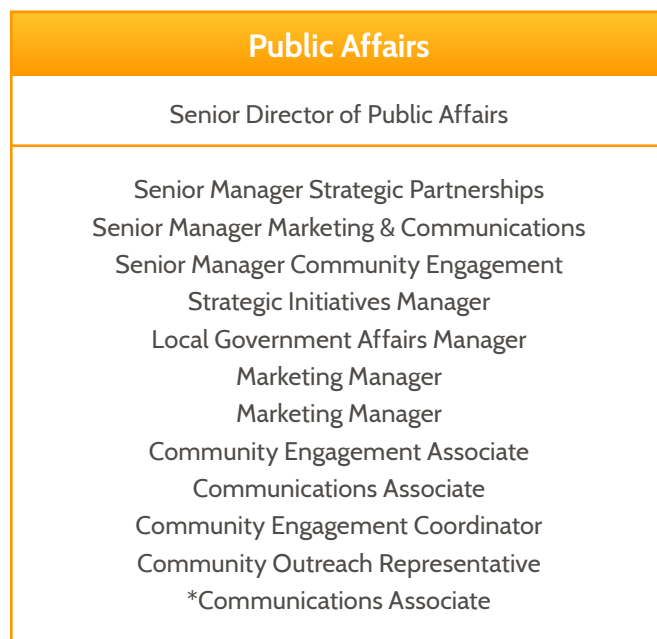 Public Affairs
Senior Director of Public Affairs
Senior Manager Strategic Partnerships
Senior Manager Marketing & Communications
Senior Manager Community Engagement
Strategic Initiatives Manager
Local Government Affairs Manager
Marketing Manager
Marketing Manager
Community Engagement Associate
Communications Associate
Community Engagement Coordinator
Community Outreach Representative
*Communications Associate